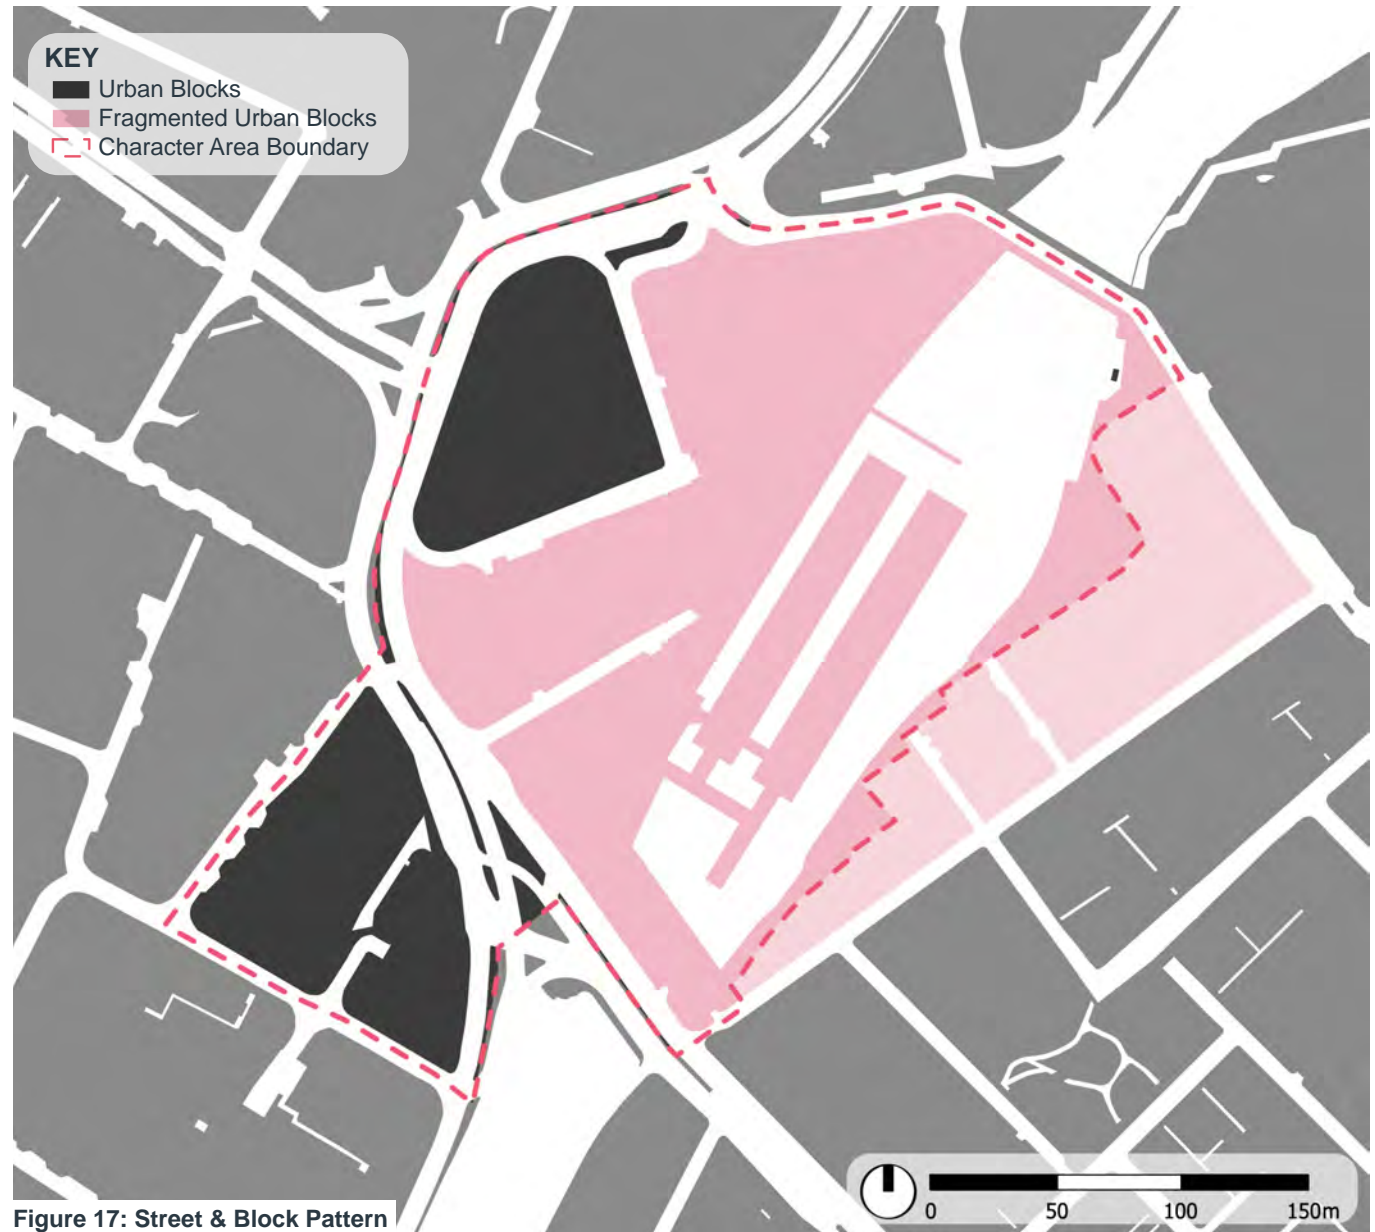 KEY
Urban Blocks
Fragmented Urban Blocks
Character Area Boundary
0 50 100 150m
Figure 17: Street & Block Pattern